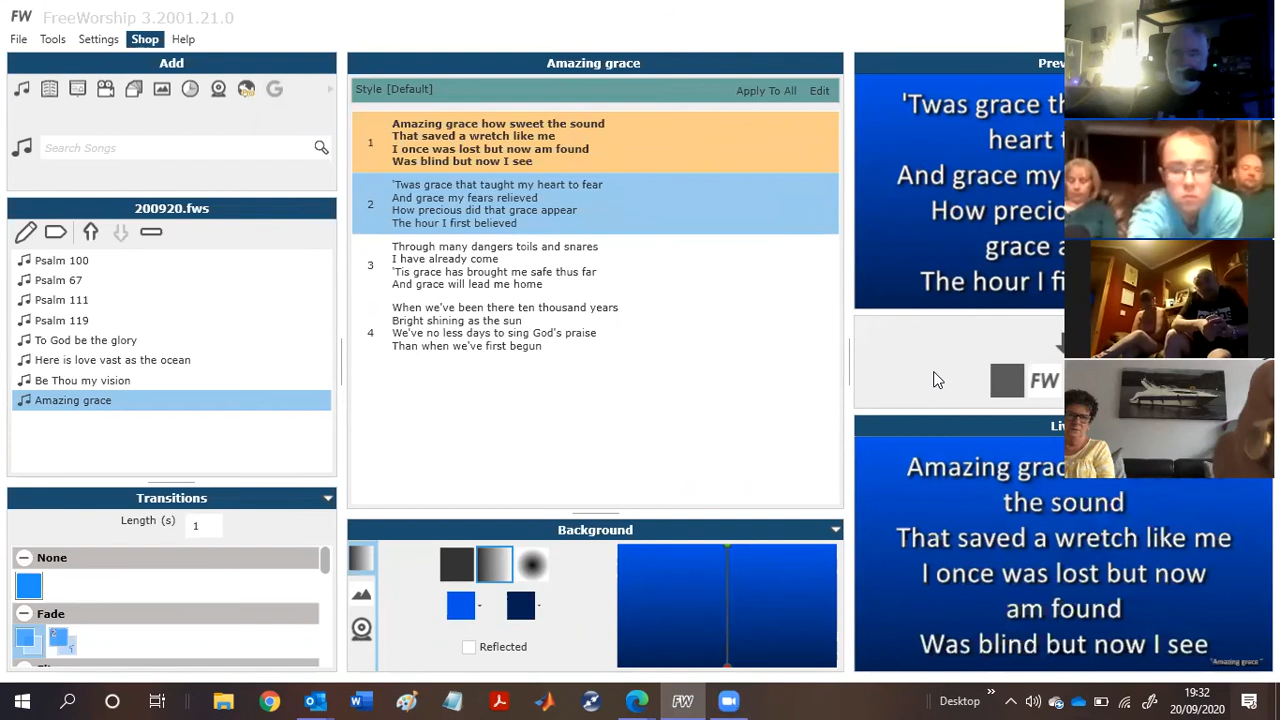 FW FreeWorship 3.2001.21.0
File Tools Settings Shop Help
Add
Search Songs
200920.fws
Psalm 100
Psalm 67
Psalm 111
Psalm 119
To God be the glory
Here is love vast as the ocean
Be Thou my vision
Amazing grace
Transitions
Length (s) 1
None
Fade
Amazing grace
Style [Default] Apply To All Edit
1
Amazing grace how sweet the sound
That saved a wretch like me
I once was lost but now am found
Was blind but now I see
2
'Twas grace that taught my heart to fear
And grace my fears relieved
How precious did that grace appear
The hour I first believed
3
Through many dangers toils and snares
I have already come
'Tis grace has brought me safe thus far
And grace will lead me home
4
When we've been there ten thousand years
Bright shining as the sun
We've no less days to sing God's praise
Than when we've first begun
Background
Reflected
'Twas grace
heart
And grace my
How
grace
The hour I
FW
Amazing
the sound
That saved a wretch like me
I once was lost but now
am found
Was blind but now I see
"Amazing grace "
Desktop
19:32
20/09/2020